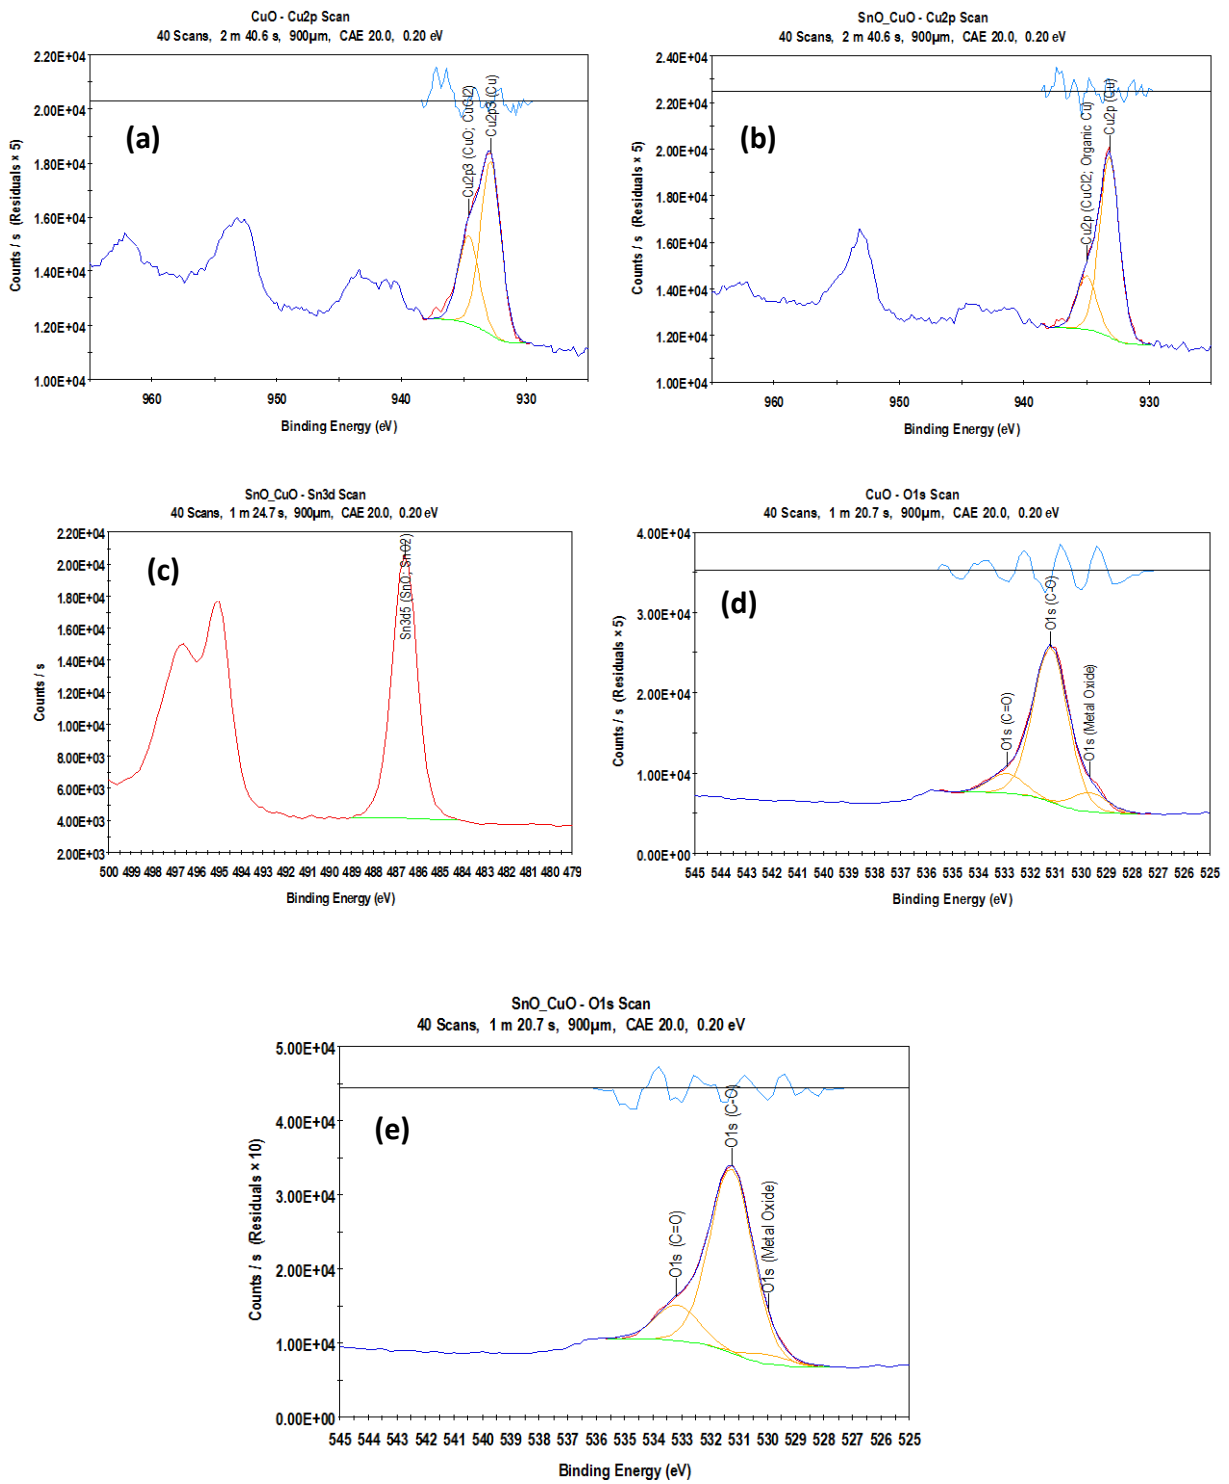 CuO - Cu2p Scan
40 Scans, 2 m 40.6 s, 900µm, CAE 20.0, 0.20 eV
2.20E+04
2.00E+04
1.80E+04
1.60E+04
1.40E+04
1.20E+04
1.00E+04
Counts / s (Residuals × 5)
(a)
Cu2p3 (CuO; CuCl2)
Cu2p3 (Cu)
960
950
940
930
Binding Energy (eV)
SnO_CuO - Cu2p Scan
40 Scans, 2 m 40.6 s, 900µm, CAE 20.0, 0.20 eV
2.40E+04
2.20E+04
2.00E+04
1.80E+04
1.60E+04
1.40E+04
1.20E+04
1.00E+04
Counts / s (Residuals × 5)
(b)
Cu2p (CuCl2; Organic Cu)
Cu2p (Cu)
960
950
940
930
Binding Energy (eV)
SnO_CuO - Sn3d Scan
40 Scans, 1 m 24.7 s, 900µm, CAE 20.0, 0.20 eV
2.20E+04
2.00E+04
1.80E+04
1.60E+04
1.40E+04
1.20E+04
1.00E+04
8.00E+03
6.00E+03
4.00E+03
2.00E+03
Counts / s
(c)
Sn3d5 (SnO; SnO2)
500 499 498 497 496 495 493 492 491 490 489 488 487 486 485 484 483 482 481 480 479
Binding Energy (eV)
CuO - O1s Scan
40 Scans, 1 m 20.7 s, 900µm, CAE 20.0, 0.20 eV
4.00E+04
3.00E+04
2.00E+04
1.00E+04
0.00E+00
Counts / s (Residuals × 5)
(d)
O1s (C=O)
O1s (C-O)
O1s (Metal Oxide)
545 544 543 542 541 540 539 538 537 536 535 534 533 532 531 530 529 528 527 526 525
Binding Energy (eV)
SnO_CuO - O1s Scan
40 Scans, 1 m 20.7 s, 900µm, CAE 20.0, 0.20 eV
5.00E+04
4.00E+04
3.00E+04
2.00E+04
1.00E+04
0.00E+00
Counts / s (Residuals × 10)
(e)
O1s (C=O)
O1s (C-O)
O1s (Metal Oxide)
545 544 543 542 541 540 539 538 537 536 535 534 533 532 531 530 529 528 527 526 525
Binding Energy (eV)